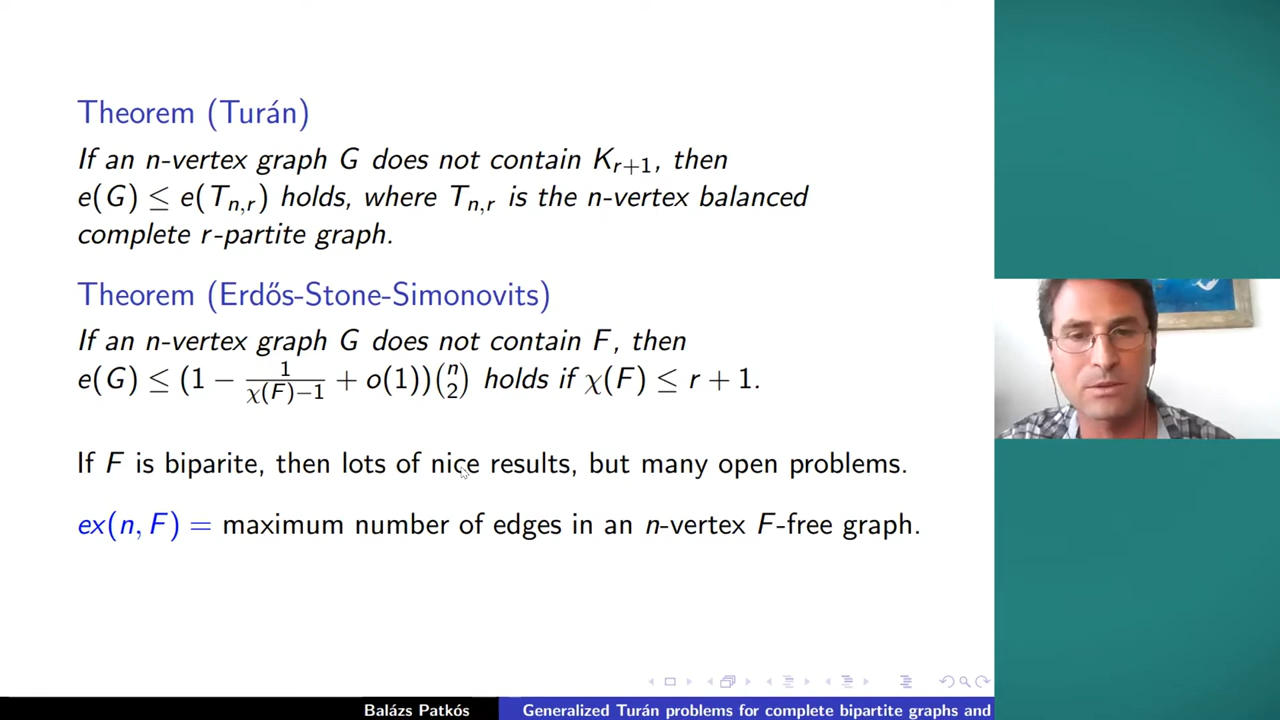 Theorem (Turán)
If an n-vertex graph G does not contain K_{r+1}, then
e(G) ≤ e(T_{n,r}) holds, where T_{n,r} is the n-vertex balanced
complete r-partite graph.
Theorem (Erdős-Stone-Simonovits)
If an n-vertex graph G does not contain F, then
e(G) ≤ (1 − \frac{1}{χ(F)−1} + o(1))\binom{n}{2} holds if χ(F) ≤ r + 1.
If F is biparite, then lots of nice results, but many open problems.
ex(n, F) = maximum number of edges in an n-vertex F-free graph.
Balázs Patkós
Generalized Turán problems for complete bipartite graphs and